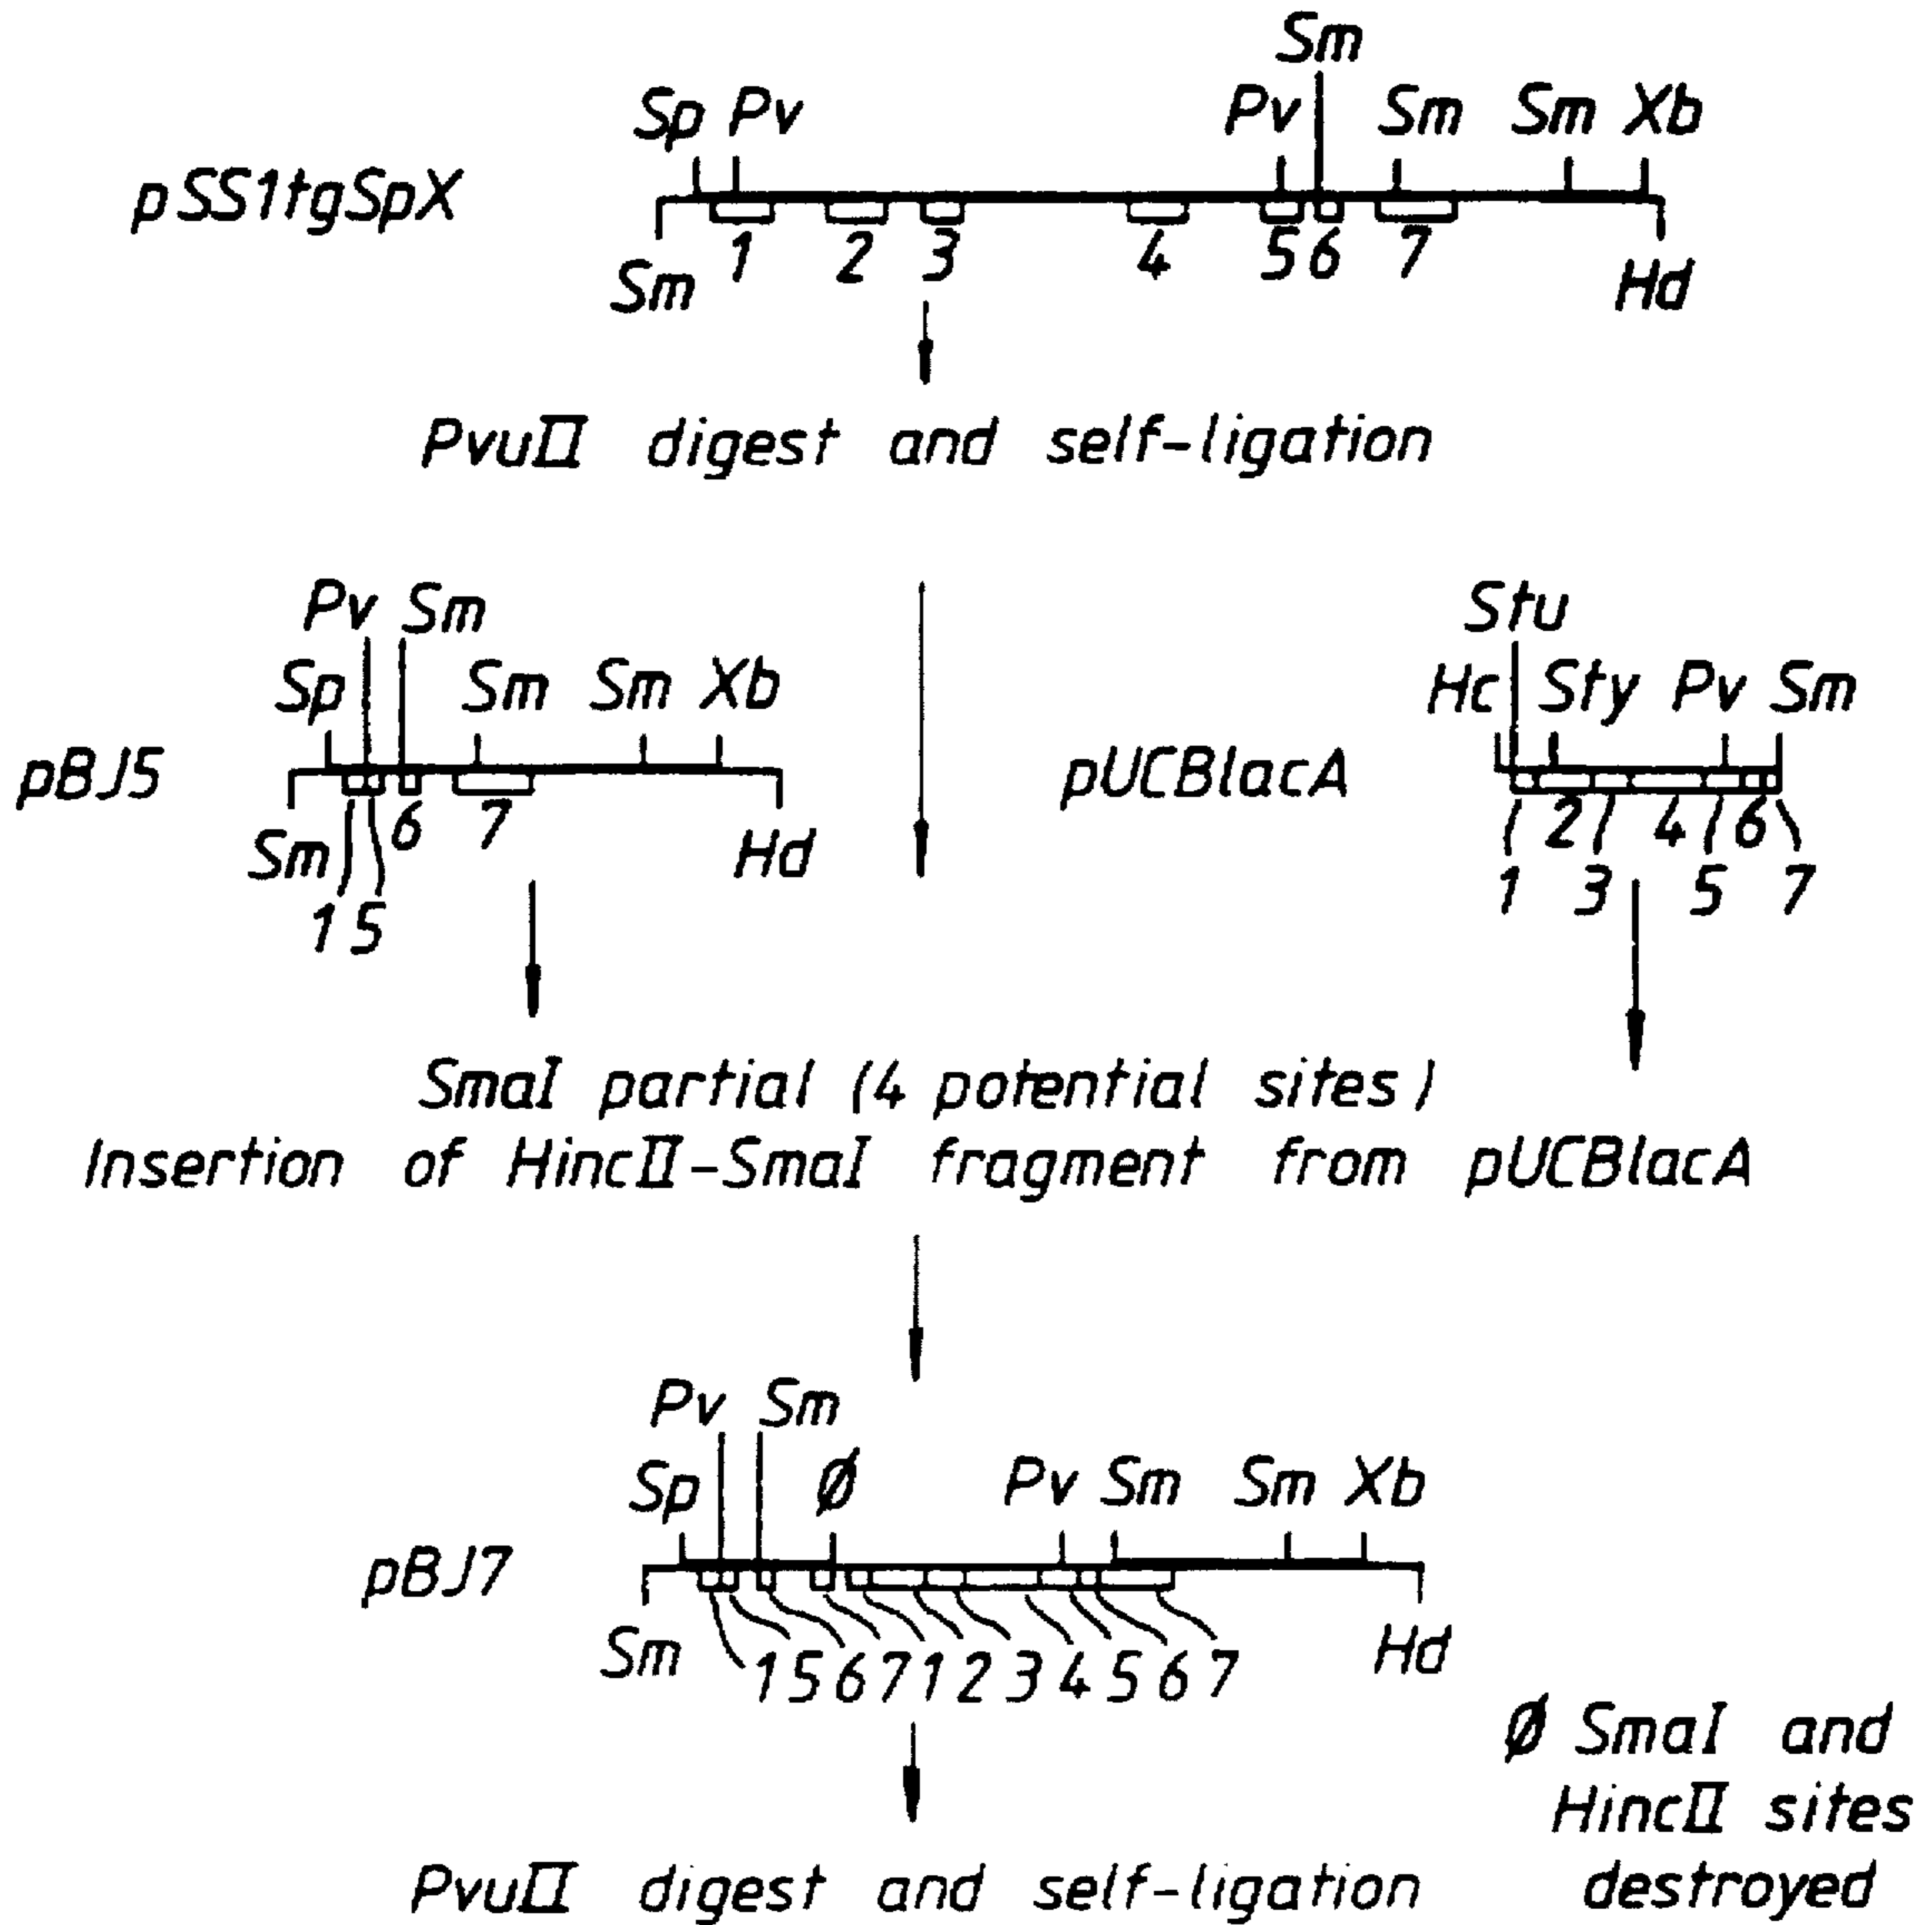 Sm
Sp Pv Pv Sm Sm Xb
pSS1tgSpX
1 2 3 4 5 6 7
Sm Hd
PvuII digest and self-ligation
Pv Sm Stu
Sp Sm Sm Xb Hc Sty Pv Sm
pBJ5 pUCBlacA
6 7 2 4 6
Sm Hd
1 5 1 3 5 7
SmaI partial (4 potential sites)
Insertion of HincII-SmaI fragment from pUCBlacA
Pv Sm
Sp Ø Pv Sm Sm Xb
pBJ7
Sm 1 5 6 7 1 2 3 4 5 6 7 Hd
Ø SmaI and
HincII sites
destroyed
PvuII digest and self-ligation